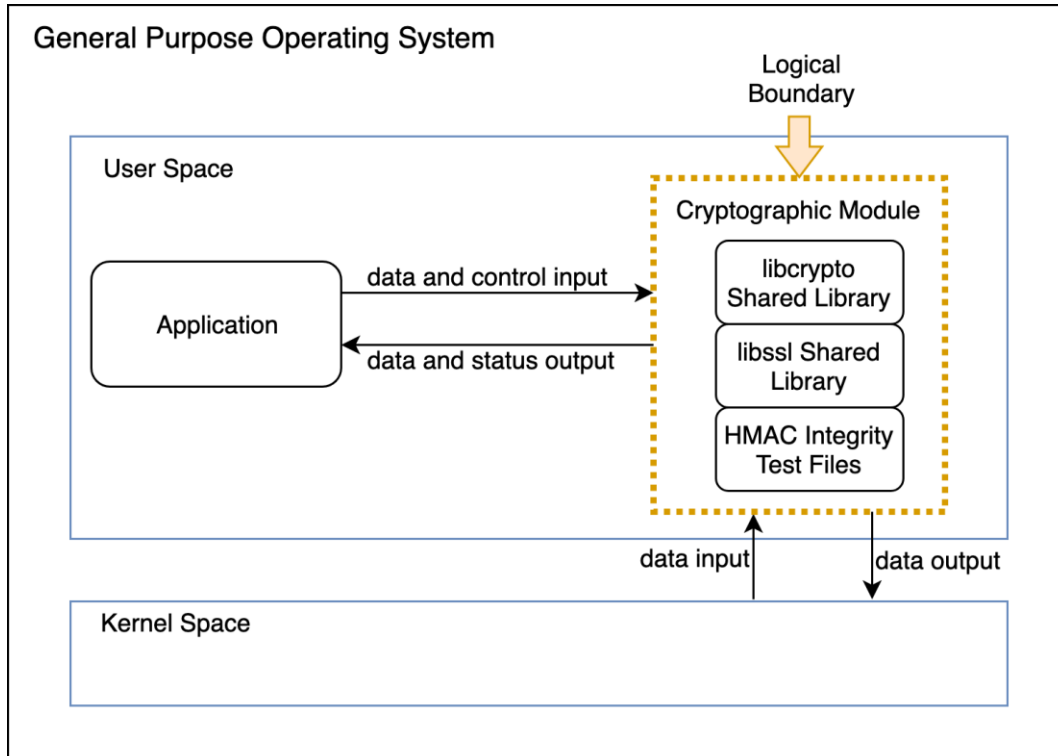 General Purpose Operating System
Logical
Boundary
User Space
Cryptographic Module
libcrypto
Shared Library
data and control input
Application
libssl Shared
Library
data and status output
HMAC Integrity
Test Files
data input
data output
Kernel Space